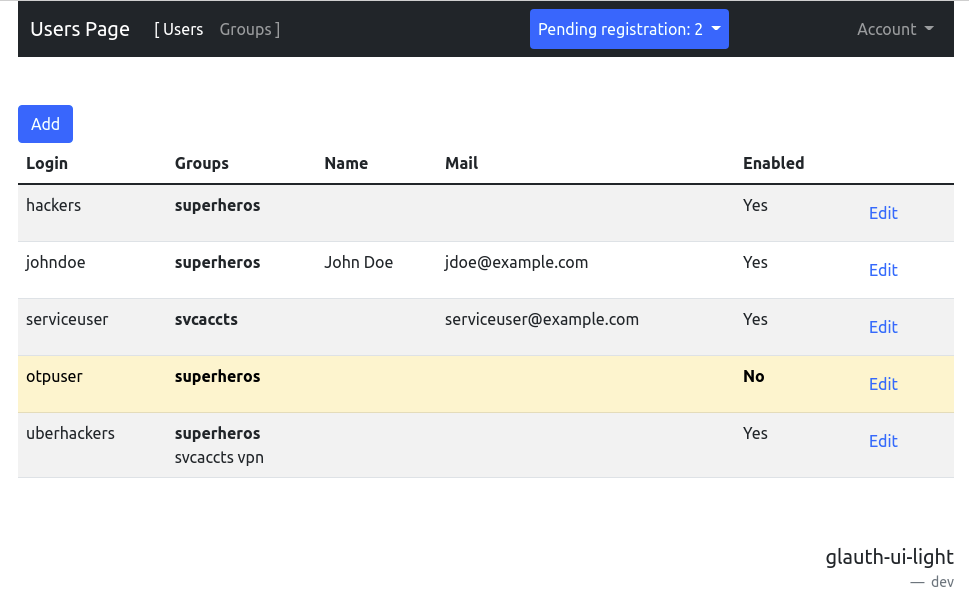 Users Page [ Users Groups ] Pending registration: 2 Account
Add
Login Groups Name Mail Enabled
hackers superheros Yes Edit
johndoe superheros John Doe jdoe@example.com Yes Edit
serviceuser svcaccts serviceuser@example.com Yes Edit
otpuser superheros No Edit
uberhackers superheros Yes Edit
svcaccts vpn
glauth-ui-light
— dev